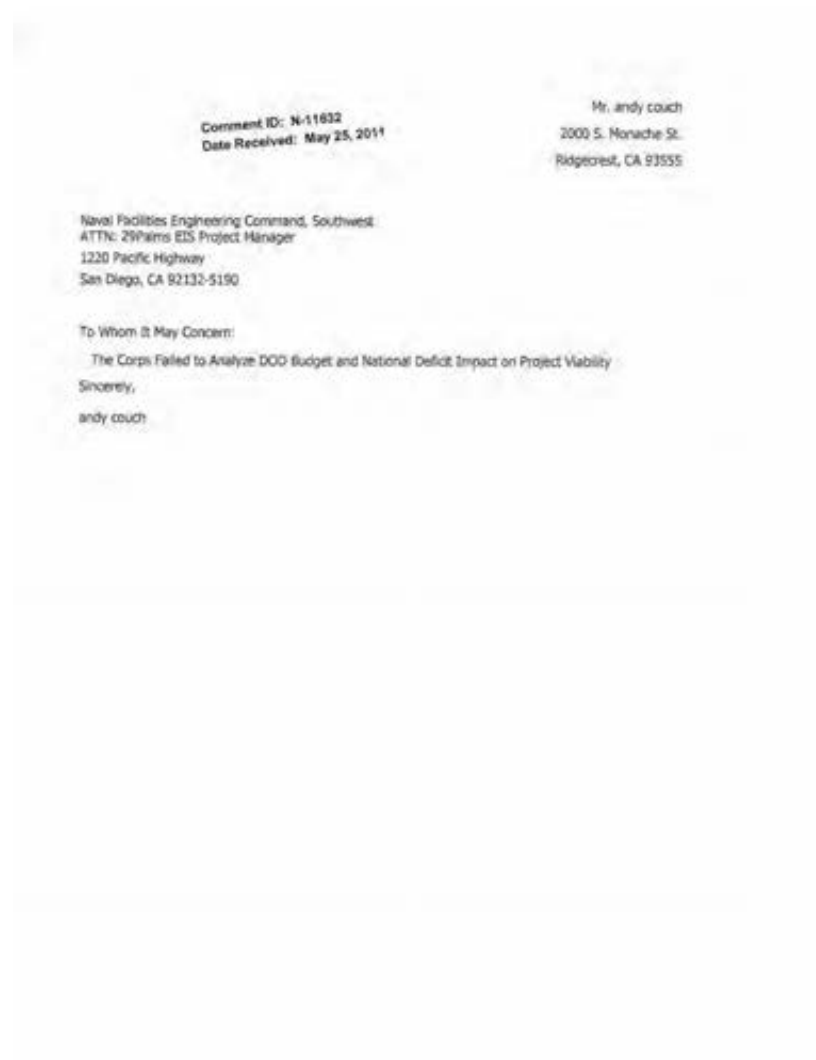 Comment ID: N-11632
Date Received: May 25, 2011
Mr. andy couch
2000 S. Monache St.
Ridgecrest, CA 93555
Naval Facilities Engineering Command, Southwest
ATTN: 29Palms EIS Project Manager
1220 Pacific Highway
San Diego, CA 92132-5190
To Whom It May Concern:
The Corps Failed to Analyze DOD Budget and National Deficit Impact on Project Viability
Sincerely,
andy couch